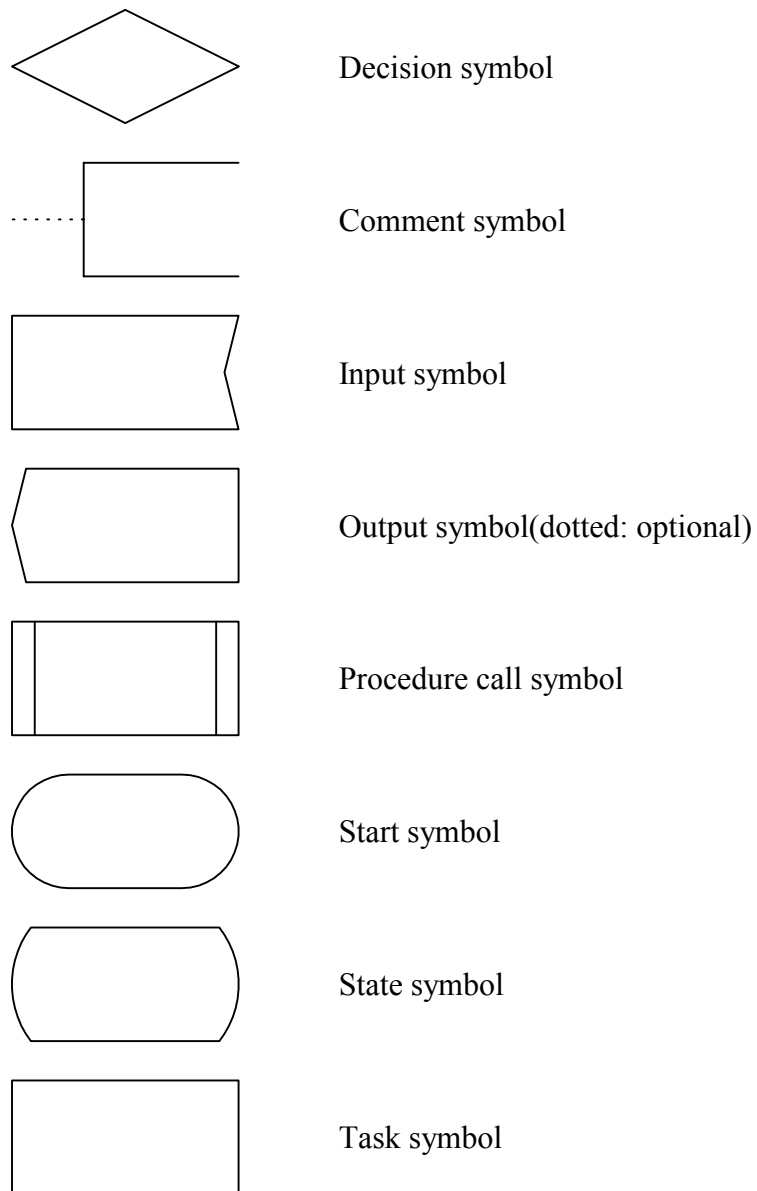 Decision symbol
Comment symbol
Input symbol
Output symbol(dotted: optional)
Procedure call symbol
Start symbol
State symbol
Task symbol